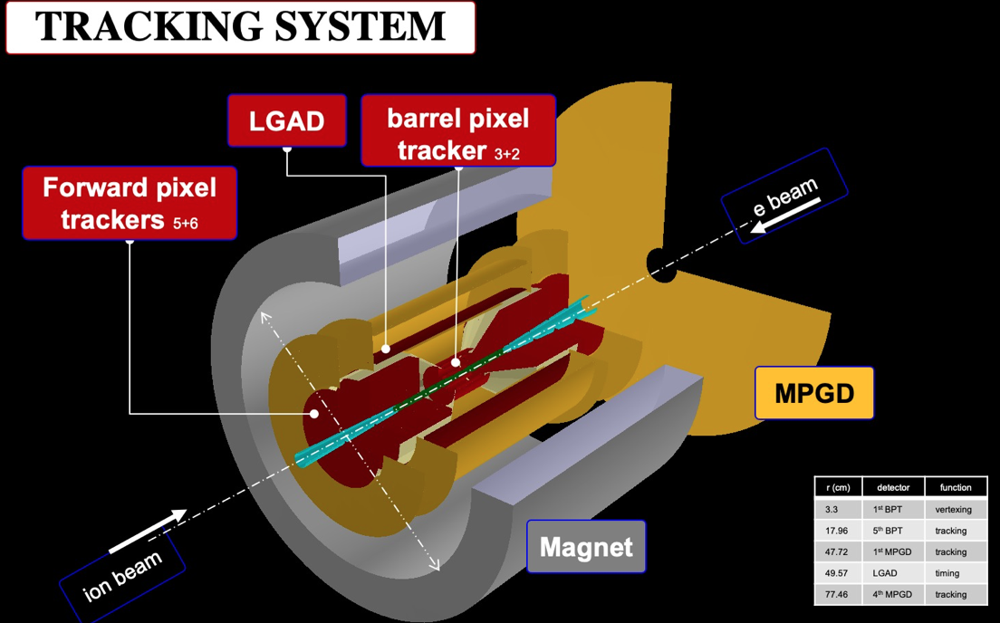 TRACKING SYSTEM
LGAD
barrel pixel
tracker 3+2
Forward pixel
trackers 5+6
e beam
MPGD
Magnet
ion beam
r (cm) detector function
3.3 1st BPT vertexing
17.96 5th BPT tracking
47.72 1st MPGD tracking
49.57 LGAD timing
77.46 4th MPGD tracking